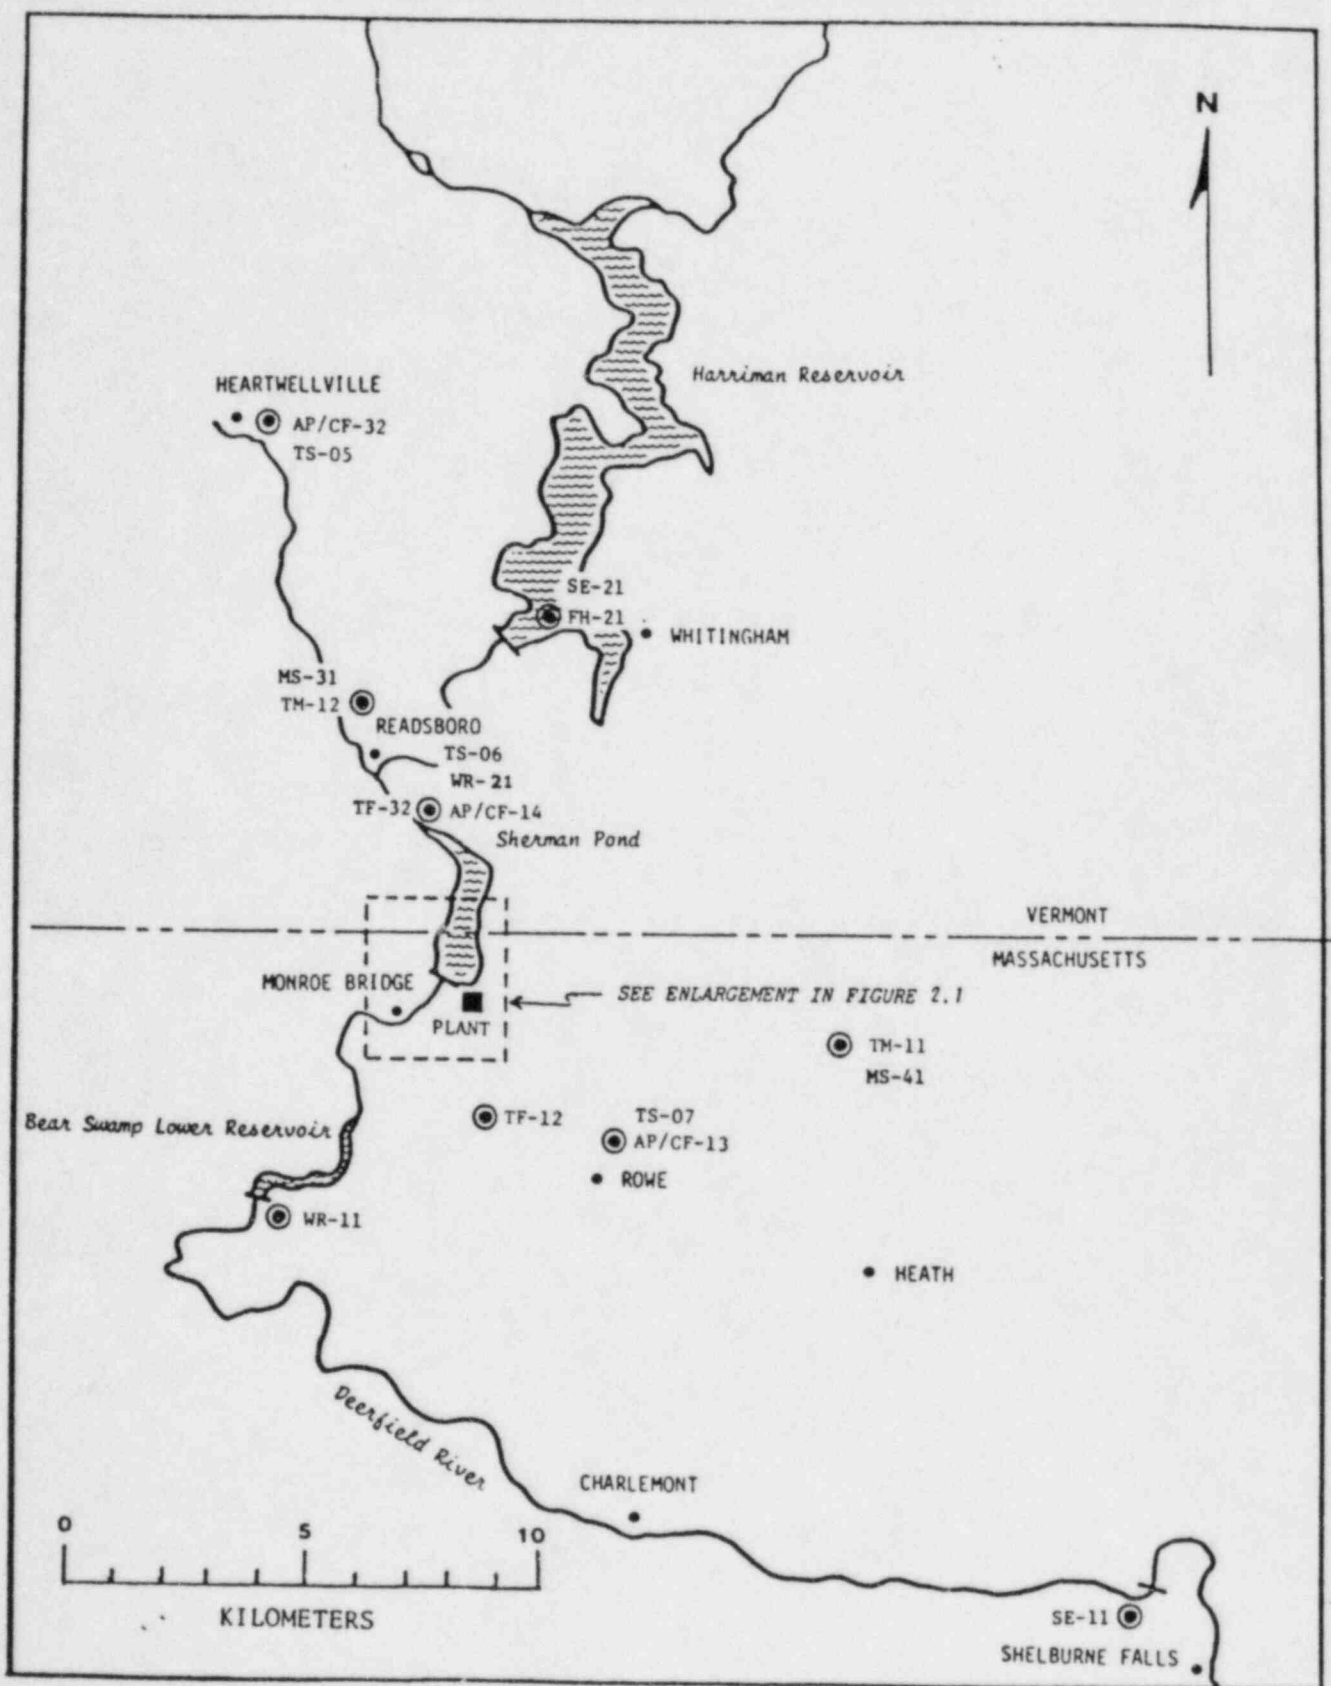 N
Harriman Reservoir
HEARTWELLVILLE
AP/CF-32
TS-05
SE-21
FH-21
WHITINGHAM
MS-31
TM-12
READSBORO
TS-06
WR-21
TF-32
AP/CF-14
Sherman Pond
VERMONT
MASSACHUSETTS
MONROE BRIDGE
SEE ENLARGEMENT IN FIGURE 2.1
PLANT
TM-11
MS-41
Bear Swamp Lower Reservoir
TF-12
TS-07
AP/CF-13
ROWE
WR-11
HEATH
Deerfield River
CHARLEMONT
0 5 10
KILOMETERS
SE-11
SHELBURNE FALLS